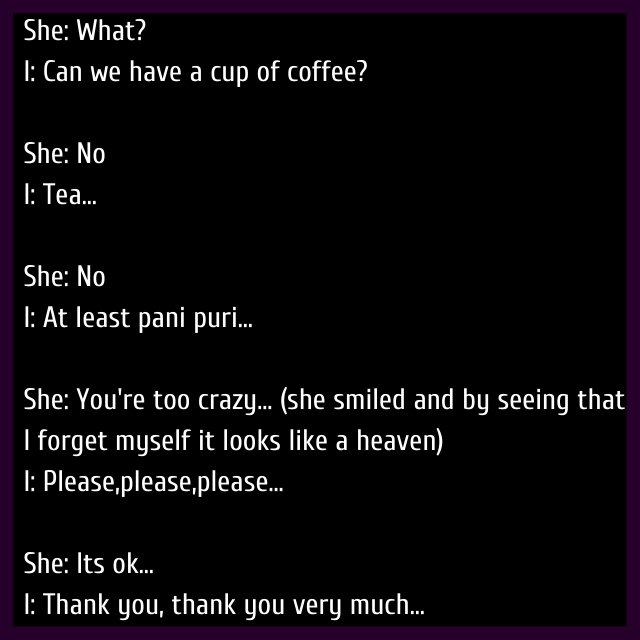 She: What?
I: Can we have a cup of coffee?
She: No
I: Tea...
She: No
I: At least pani puri...
She: You're too crazy... (she smiled and by seeing that
I forget myself it looks like a heaven)
I: Please,please,please...
She: Its ok...
I: Thank you, thank you very much...